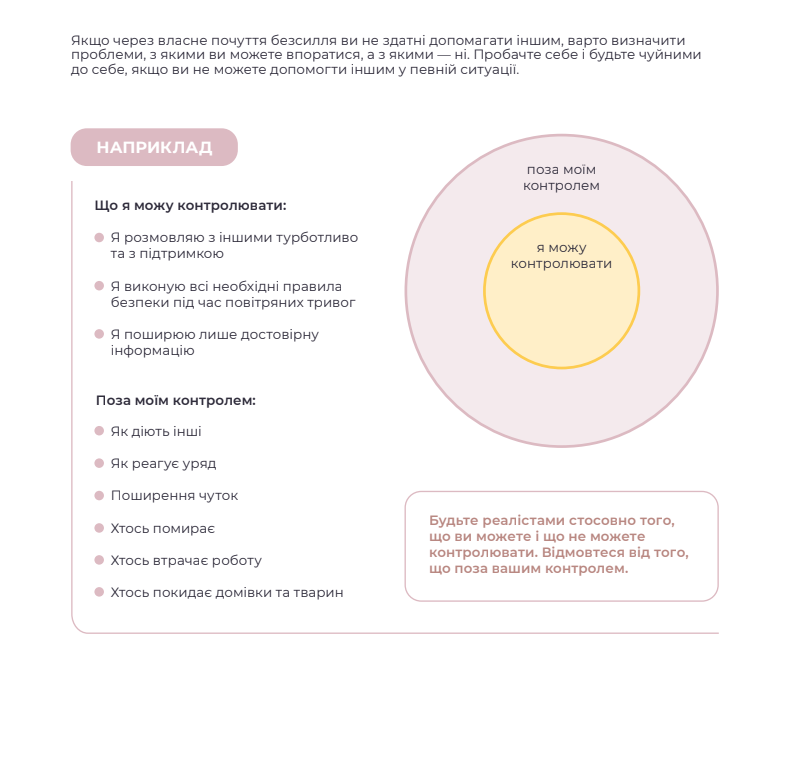 Якщо через власне почуття безсилля ви не здатні допомагати іншим, варто визначити
проблеми, з якими ви можете впоратися, а з якими — ні. Пробачте себе і будьте чуйними
до себе, якщо ви не можете допомогти іншим у певній ситуації.
НАПРИКЛАД
Що я можу контролювати:
Я розмовляю з іншими турботливо
та з підтримкою
Я виконую всі необхідні правила
безпеки під час повітряних тривог
Я поширюю лише достовірну
інформацію
Поза моїм контролем:
Як діють інші
Як реагує уряд
Поширення чуток
Хтось помирає
Хтось втрачає роботу
Хтось покидає домівки та тварин
поза моїм
контролем
я можу
контролювати
Будьте реалістами стосовно того,
що ви можете і що не можете
контролювати. Відмовтеся від того,
що поза вашим контролем.